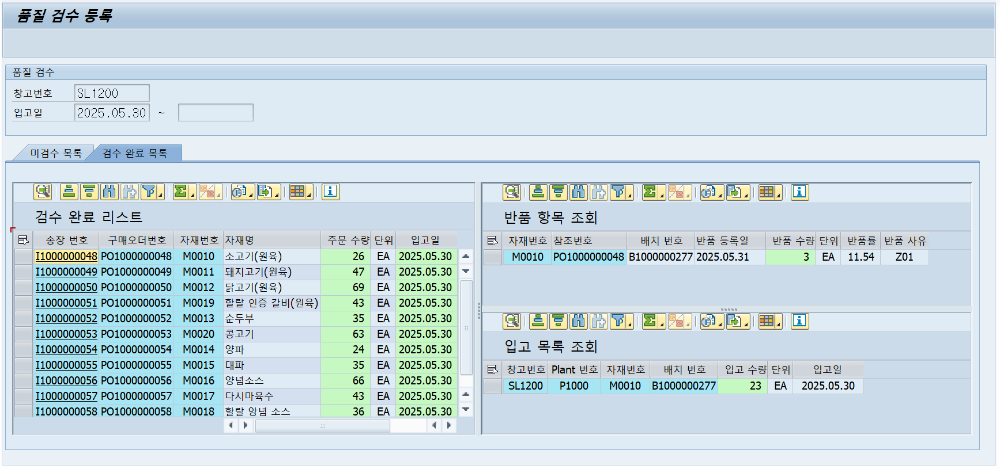 품질 검수 등록
품질 검수
창고번호 SL1200
입고일 2025.05.30 ~
미검수 목록 검수 완료 목록
검수 완료 리스트
송장 번호 구매오더번호 자재번호 자재명 주문 수량 단위 입고일
I1000000048 PO1000000048 M0010 소고기(원육) 26 EA 2025.05.30
I1000000049 PO1000000049 M0011 돼지고기(원육) 47 EA 2025.05.30
I1000000050 PO1000000050 M0012 닭고기(원육) 69 EA 2025.05.30
I1000000051 PO1000000051 M0019 할랄 인증 갈비(원육) 43 EA 2025.05.30
I1000000052 PO1000000052 M0013 순두부 35 EA 2025.05.30
I1000000053 PO1000000053 M0020 콩고기 63 EA 2025.05.30
I1000000054 PO1000000054 M0014 양파 24 EA 2025.05.30
I1000000055 PO1000000055 M0015 대파 35 EA 2025.05.30
I1000000056 PO1000000056 M0016 양념소스 66 EA 2025.05.30
I1000000057 PO1000000057 M0017 다시마육수 43 EA 2025.05.30
I1000000058 PO1000000058 M0018 할랄 양념 소스 36 EA 2025.05.30
반품 항목 조회
자재번호 참조번호 배치 번호 반품 등록일 반품 수량 단위 반품률 반품 사유
M0010 PO1000000048 B1000000277 2025.05.31 3 EA 11.54 Z01
입고 목록 조회
창고번호 Plant 번호 자재번호 배치 번호 입고 수량 단위 입고일
SL1200 P1000 M0010 B1000000277 23 EA 2025.05.30